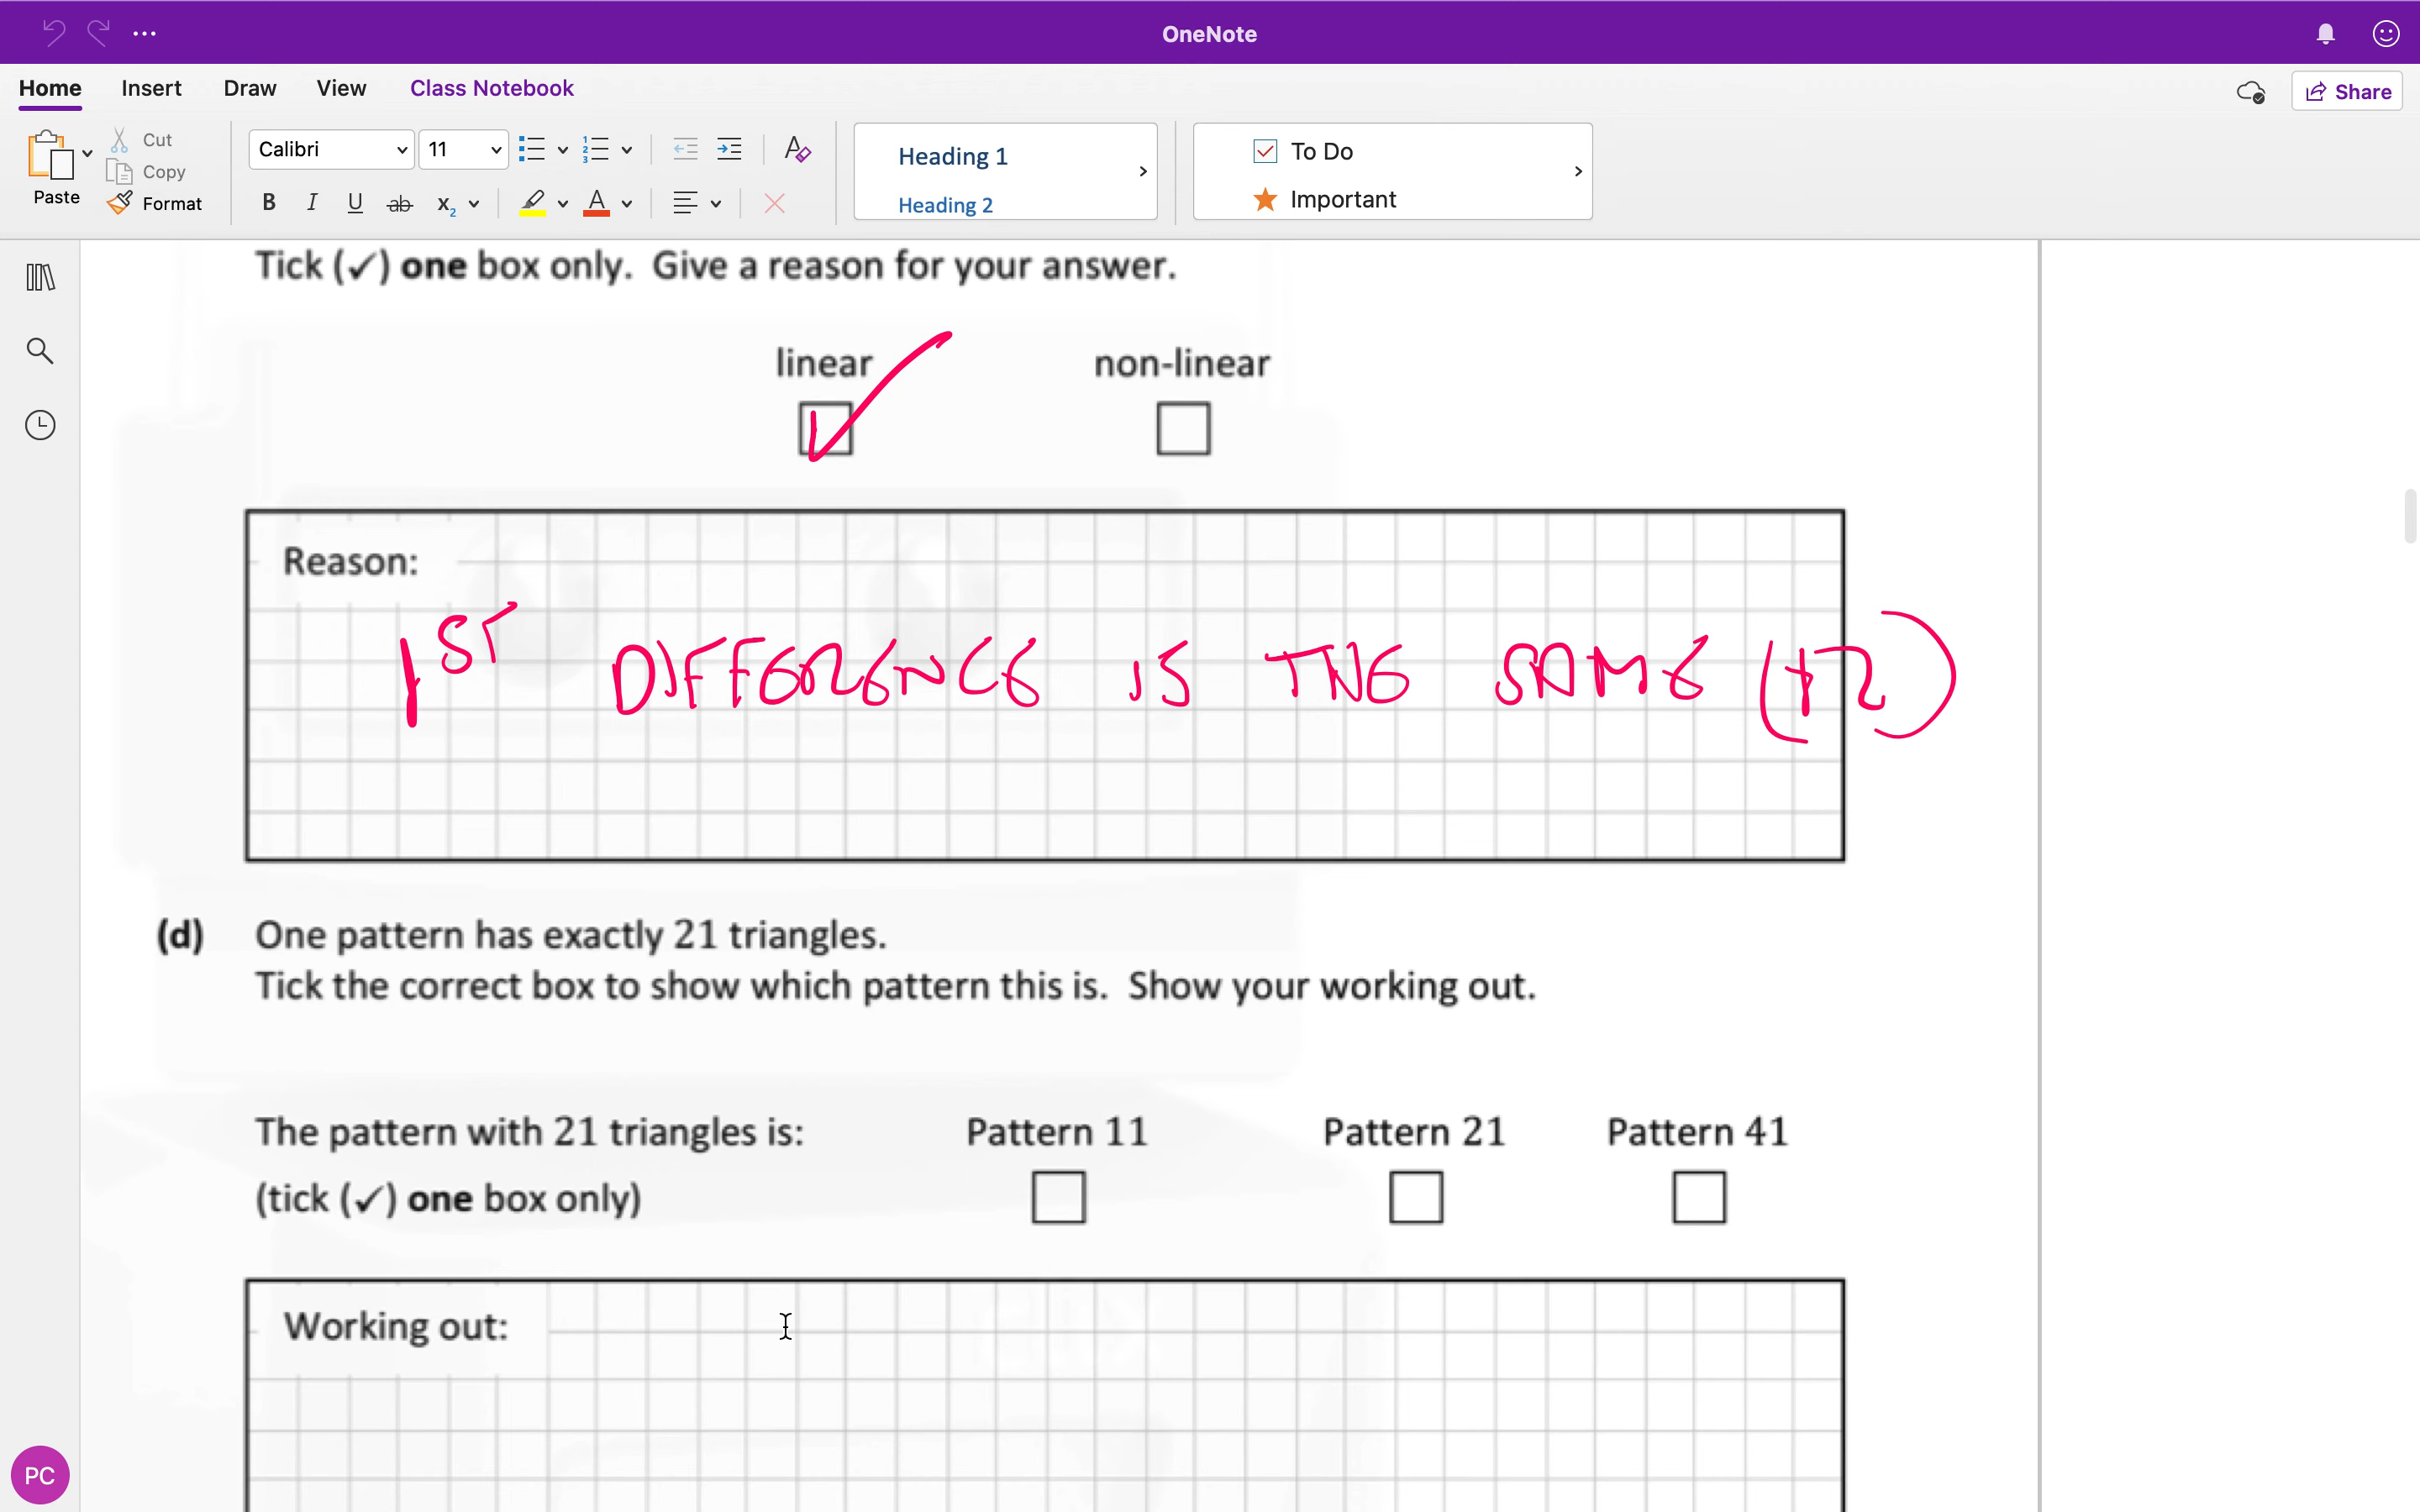 OneNote
Home Insert Draw View Class Notebook Share
Paste Cut Copy Format
Calibri 11
B I U ab x2 A
Heading 1
Heading 2
To Do
Important
Tick (✓) one box only. Give a reason for your answer.
linear non-linear
Reason:
1ST DIFFERENCE IS THE SAME (+2)
(d) One pattern has exactly 21 triangles.
Tick the correct box to show which pattern this is. Show your working out.
The pattern with 21 triangles is: Pattern 11 Pattern 21 Pattern 41
(tick (✓) one box only)
Working out:
PC